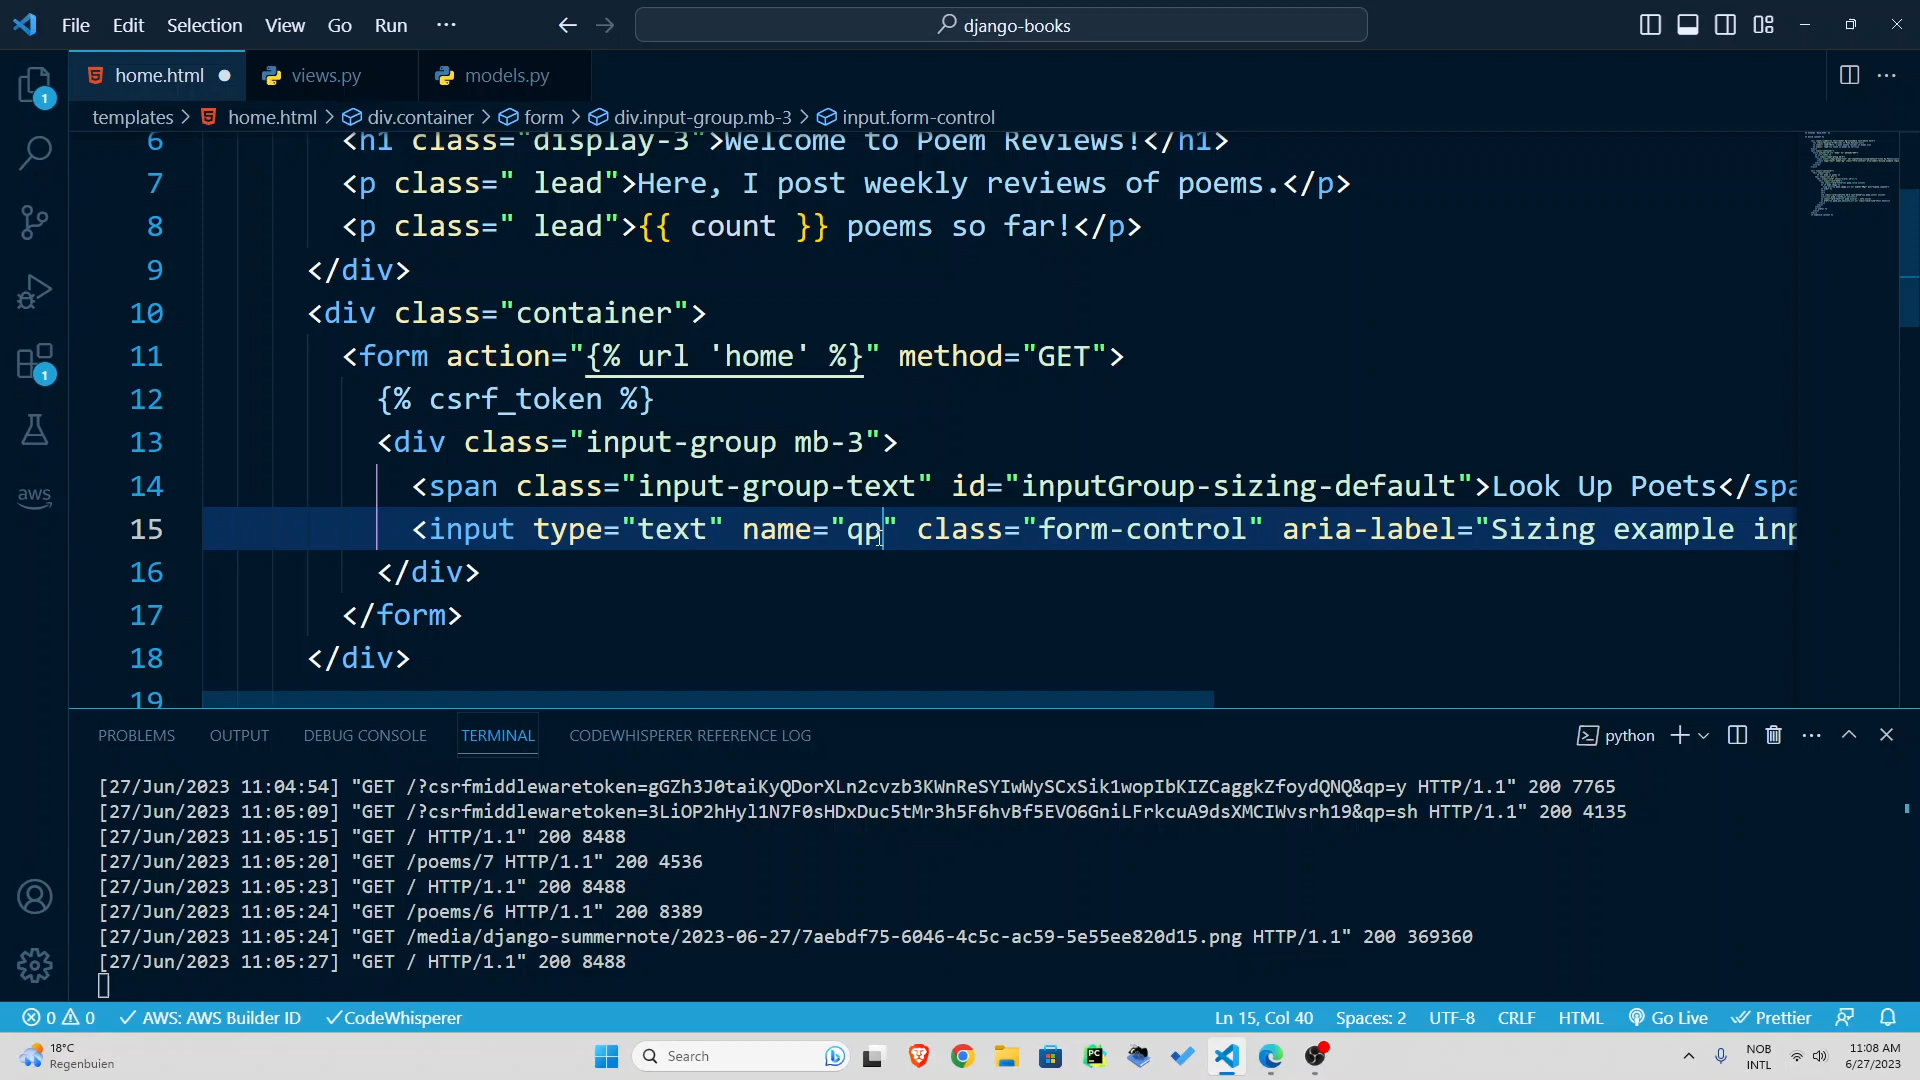 File Edit Selection View Go Run ··· django-books
home.html views.py models.py
templates > home.html > div.container > form > div.input-group.mb-3 > input.form-control
6 <h1 class="display-3">Welcome to Poem Reviews!</h1>
7 <p class=" lead">Here, I post weekly reviews of poems.</p>
8 <p class=" lead">{{ count }} poems so far!</p>
9 </div>
10 <div class="container">
11 <form action="{% url 'home' %}" method="GET">
12 {% csrf_token %}
13 <div class="input-group mb-3">
14 <span class="input-group-text" id="inputGroup-sizing-default">Look Up Poets</spa
15 <input type="text" name="qp" class="form-control" aria-label="Sizing example inp
16 </div>
17 </form>
18 </div>
19
PROBLEMS OUTPUT DEBUG CONSOLE TERMINAL CODEWHISPERER REFERENCE LOG python
[27/Jun/2023 11:04:54] "GET /?csrfmiddlewaretoken=gGZh3J0taiKyQDorXLn2cvzb3KWnReSYIwWySCxSik1wopIbKIZCaggkZfoydQNQ&qp=y HTTP/1.1" 200 7765
[27/Jun/2023 11:05:09] "GET /?csrfmiddlewaretoken=3LiOP2hHyl1N7F0sHDxDuc5tMr3h5F6hvBf5EVO6GniLFrkcuA9dsXMCIWvsrh19&qp=sh HTTP/1.1" 200 4135
[27/Jun/2023 11:05:15] "GET / HTTP/1.1" 200 8488
[27/Jun/2023 11:05:20] "GET /poems/7 HTTP/1.1" 200 4536
[27/Jun/2023 11:05:23] "GET / HTTP/1.1" 200 8488
[27/Jun/2023 11:05:24] "GET /poems/6 HTTP/1.1" 200 8389
[27/Jun/2023 11:05:24] "GET /media/django-summernote/2023-06-27/7aebdf75-6046-4c5c-ac59-5e55ee820d15.png HTTP/1.1" 200 369360
[27/Jun/2023 11:05:27] "GET / HTTP/1.1" 200 8488
0 0 AWS: AWS Builder ID CodeWhisperer Ln 15, Col 40 Spaces: 2 UTF-8 CRLF HTML Go Live Prettier
18°C
Regenbuien
Search
NOB
INTL
11:08 AM
6/27/2023
1
1
aws